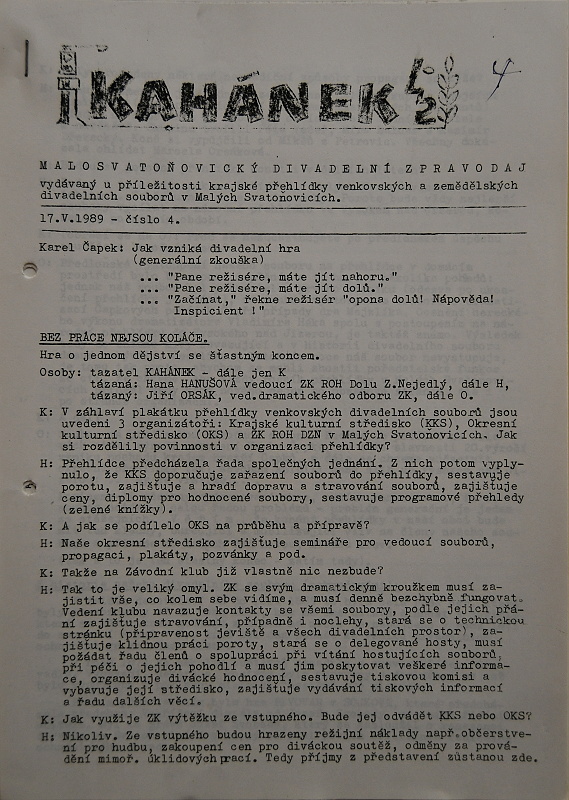 KAHÁNEK
4
MALOSVATOŇOVICKÝ DIVADELNÍ ZPRAVODAJ
vydávaný u příležitosti krajské přehlídky venkovských a zemědělských
divadelních souborů v Malých Svatonovicích.
17.V.1989 - číslo 4.
Karel Čapek: Jak vzniká divadelní hra
(generální zkouška)
... "Pane režisére, máte jít nahoru."
... "Pane režisére, máte jít dolů."
... "Začínat," řekne režisér "opona dolů! Nápověda!
Inspicient !"
BEZ PRÁCE NEJSOU KOLÁČE.
Hra o jednom dějství se šťastným koncem.
Osoby: tazatel KAHÁNEK - dále jen K
tázaná: Hana HANUŠOVÁ vedoucí ZK ROH Dolu Z.Nejedlý, dále H,
tázaný: Jiří ORSÁK, ved.dramatického odboru ZK, dále O.
K: V záhlaví plakátku přehlídky venkovských divadelních souborů jsou
uvedeni 3 organizátoři: Krajské kulturní středisko (KKS), Okresní
kulturní středisko (OKS) a ZK ROH DZN v Malých Svatoňovicích. Jak
si rozdělily povinnosti v organizaci přehlídky?
H: Přehlídce předcházela řada společných jednání. Z nich potom vyply-
nulo, že KKS doporučuje zařazení souborů do přehlídky, sestavuje
porotu, zajištuje a hradí dopravu a stravování souborů, zajištuje
ceny, diplomy pro hodnocené soubory, sestavuje programové přehledy
(zelené knížky).
K: A jak se podílelo OKS na průběhu a přípravě?
H: Naše okresní středisko zajištuje semináře pro vedoucí souborů,
propagaci, plakáty, pozvánky a pod.
K: Takže na Závodní klub již vlastně nic nezbude?
H: Tak to je veliký omyl. ZK se svým dramatickým kroužkem musí za-
jistit vše, co kolem sebe vidíme, a musí denně bezchybně fungovat.
Vedení klubu navazuje kontakty se všemi soubory, podle jejich přá-
ní zajištuje stravování, případně i noclehy, stará se o technickou
stránku (připravenost jeviště a všech divadelních prostor), za-
jištuje klidnou práci poroty, stará se o delegované hosty, musí
požádat řadu členů o spolupráci při vítání hostujících souborů,
při péči o jejich pohodlí a musí jim poskytovat veškeré informa-
ce, organizuje divácké hodnocení, sestavuje tiskovou komisi a
vybavuje její středisko, zajištuje vydávání tiskových informací
a řadu dalších věcí.
K: Jak využije ZK výtěžku ze vstupného. Bude jej odvádět KKS nebo OKS?
H: Nikoliv. Ze vstupného budou hrazeny režijní náklady např.občerstve-
ní pro hudbu, zakoupení cen pro diváckou soutěž, odměny za prová-
dění mimoř. úklidových prací. Tedy příjmy z představení zůstanou zde.